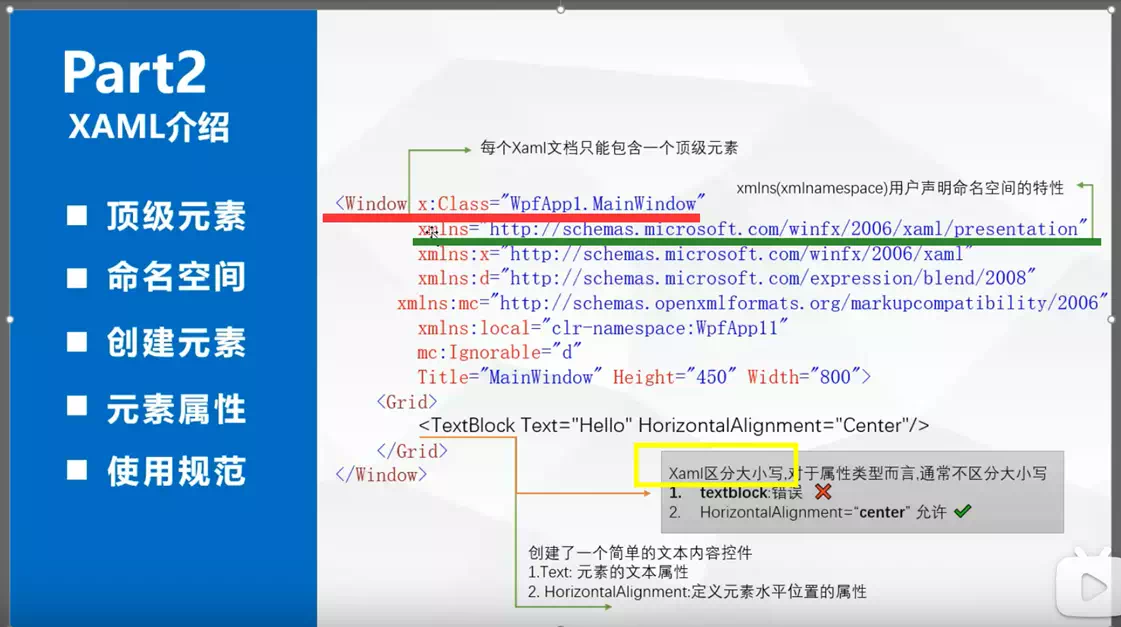 Part2
XAML介绍
■ 顶级元素
■ 命名空间
■ 创建元素
■ 元素属性
■ 使用规范
每个Xaml文档只能包含一个顶级元素
xmlns(xmlnamespace)用户声明命名空间的特性
<Window x:Class="WpfApp1.MainWindow"
xmlns="http://schemas.microsoft.com/winfx/2006/xaml/presentation"
xmlns:x="http://schemas.microsoft.com/winfx/2006/xaml"
xmlns:d="http://schemas.microsoft.com/expression/blend/2008"
xmlns:mc="http://schemas.openxmlformats.org/markupcompatibility/2006"
xmlns:local="clr-namespace:WpfApp11"
mc:Ignorable="d"
Title="MainWindow" Height="450" Width="800">
<Grid>
<TextBlock Text="Hello" HorizontalAlignment="Center"/>
</Grid>
</Window>
Xaml区分大小写,对于属性类型而言,通常不区分大小写
1. textblock:错误
2. HorizontalAlignment="center" 允许
创建了一个简单的文本内容控件
1.Text: 元素的文本属性
2. HorizontalAlignment:定义元素水平位置的属性